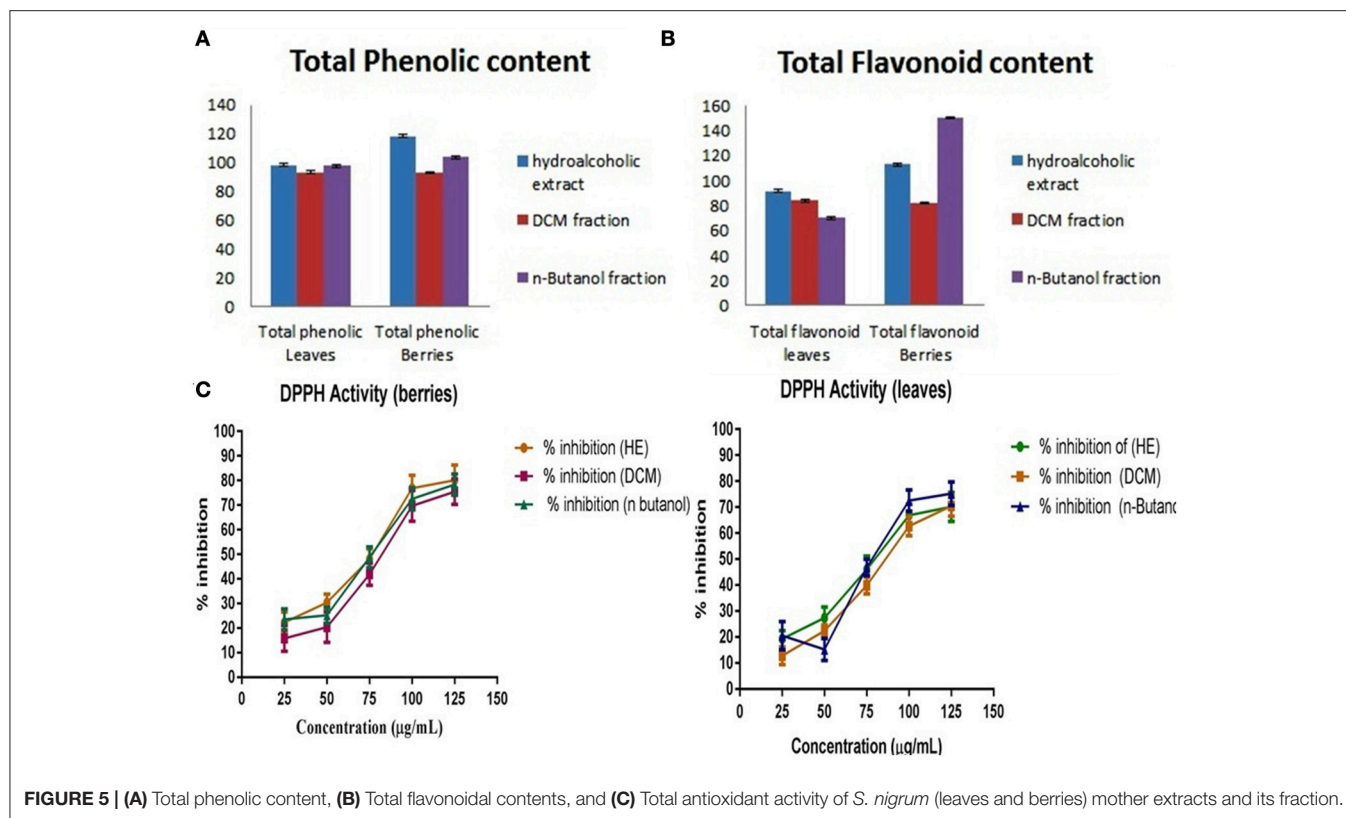 A
Total Phenolic content
140
120
100
80
60
40
20
0
Total phenolic
Leaves
Total phenolic
Berries
hydroalcoholic
extract
DCM fraction
n-Butanol fraction
B
Total Flavonoid content
160
140
120
100
80
60
40
20
0
Total flavonoid
leaves
Total flavonoid
Berries
hydroalcoholic
extract
DCM fraction
n-Butanol fraction
C
DPPH Activity (berries)
% inhibition
100
90
80
70
60
50
40
30
20
10
0
0 25 50 75 100 125 150
Concentration (µg/mL)
% inhibition (HE)
% inhibition (DCM)
% inhibition (n butanol)
DPPH Activity (leaves)
% inhibition
100
90
80
70
60
50
40
30
20
10
0
0 25 50 75 100 125 150
Concentration (µg/mL)
% inhibition of (HE)
% inhibition (DCM)
% inhibition (n-Butano
FIGURE 5 | (A) Total phenolic content, (B) Total flavonoidal contents, and (C) Total antioxidant activity of S. nigrum (leaves and berries) mother extracts and its fraction.